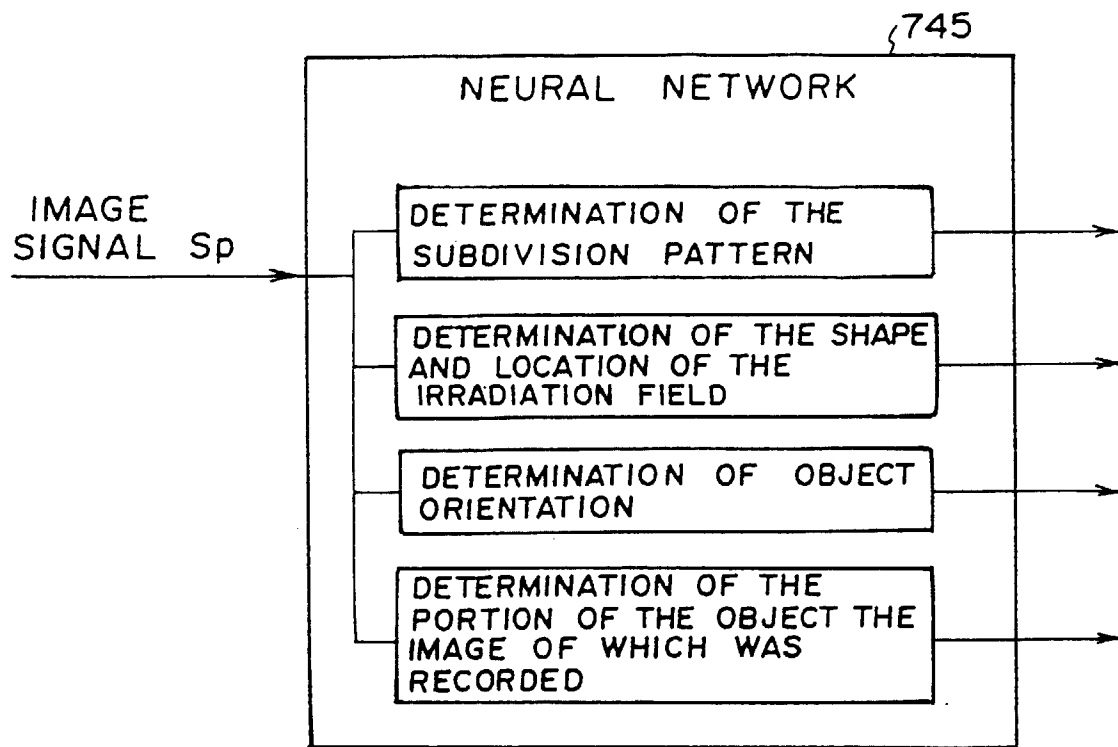 745
NEURAL NETWORK
IMAGE
SIGNAL Sp
DETERMINATION OF THE
SUBDIVISION PATTERN
DETERMINATION OF THE SHAPE
AND LOCATION OF THE
IRRADIATION FIELD
DETERMINATION OF OBJECT
ORIENTATION
DETERMINATION OF THE
PORTION OF THE OBJECT THE
IMAGE OF WHICH WAS
RECORDED